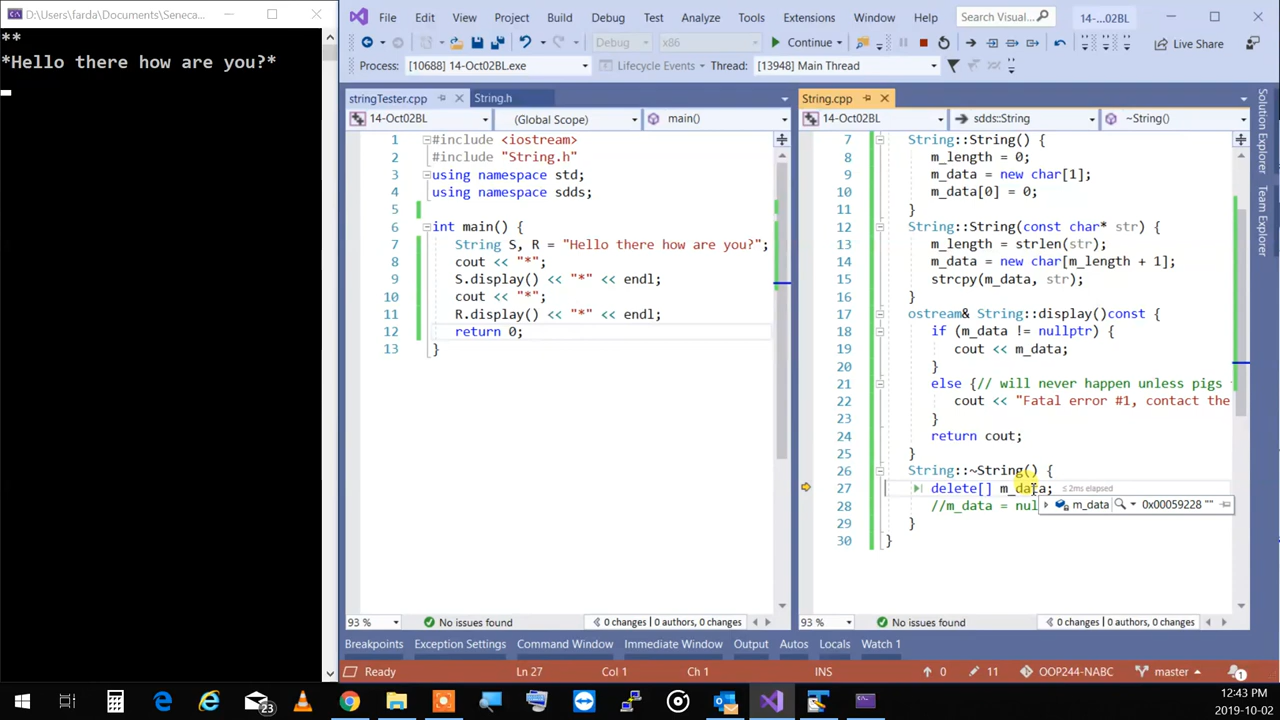 D:\Users\farda\Documents\Seneca...
**
*Hello there how are you?*
File Edit View Project Build Debug Test Analyze Tools Extensions Window Help Search Visual... 14-...02BL
Debug x86 Continue Live Share
Process: [10688] 14-Oct02BL.exe Lifecycle Events Thread: [13948] Main Thread
stringTester.cpp String.h
14-Oct02BL (Global Scope) main()
1 #include <iostream>
2 #include "String.h"
3 using namespace std;
4 using namespace sdds;
5
6 int main() {
7 String S, R = "Hello there how are you?";
8 cout << "*";
9 S.display() << "*" << endl;
10 cout << "*";
11 R.display() << "*" << endl;
12 return 0;
13 }
93 % No issues found 0 changes | 0 authors, 0 changes
String.cpp
14-Oct02BL sdds::String ~String()
7 String::String() {
8 m_length = 0;
9 m_data = new char[1];
10 m_data[0] = 0;
11 }
12 String::String(const char* str) {
13 m_length = strlen(str);
14 m_data = new char[m_length + 1];
15 strcpy(m_data, str);
16 }
17 ostream& String::display()const {
18 if (m_data != nullptr) {
19 cout << m_data;
20 }
21 else {// will never happen unless pigs
22 cout << "Fatal error #1, contact the
23 }
24 return cout;
25 }
26 String::~String() {
27 delete[] m_data; ≤2ms elapsed
28 //m_data = nul
m_data 0x00059228 ""
29 }
30 }
93 % No issues found 0 changes | 0 authors, 0 changes
Solution Explorer
Team Explorer
Breakpoints Exception Settings Command Window Immediate Window Output Autos Locals Watch 1
Ready Ln 27 Col 1 Ch 1 INS 0 11 OOP244-NABC master 1
23
12:43 PM
2019-10-02